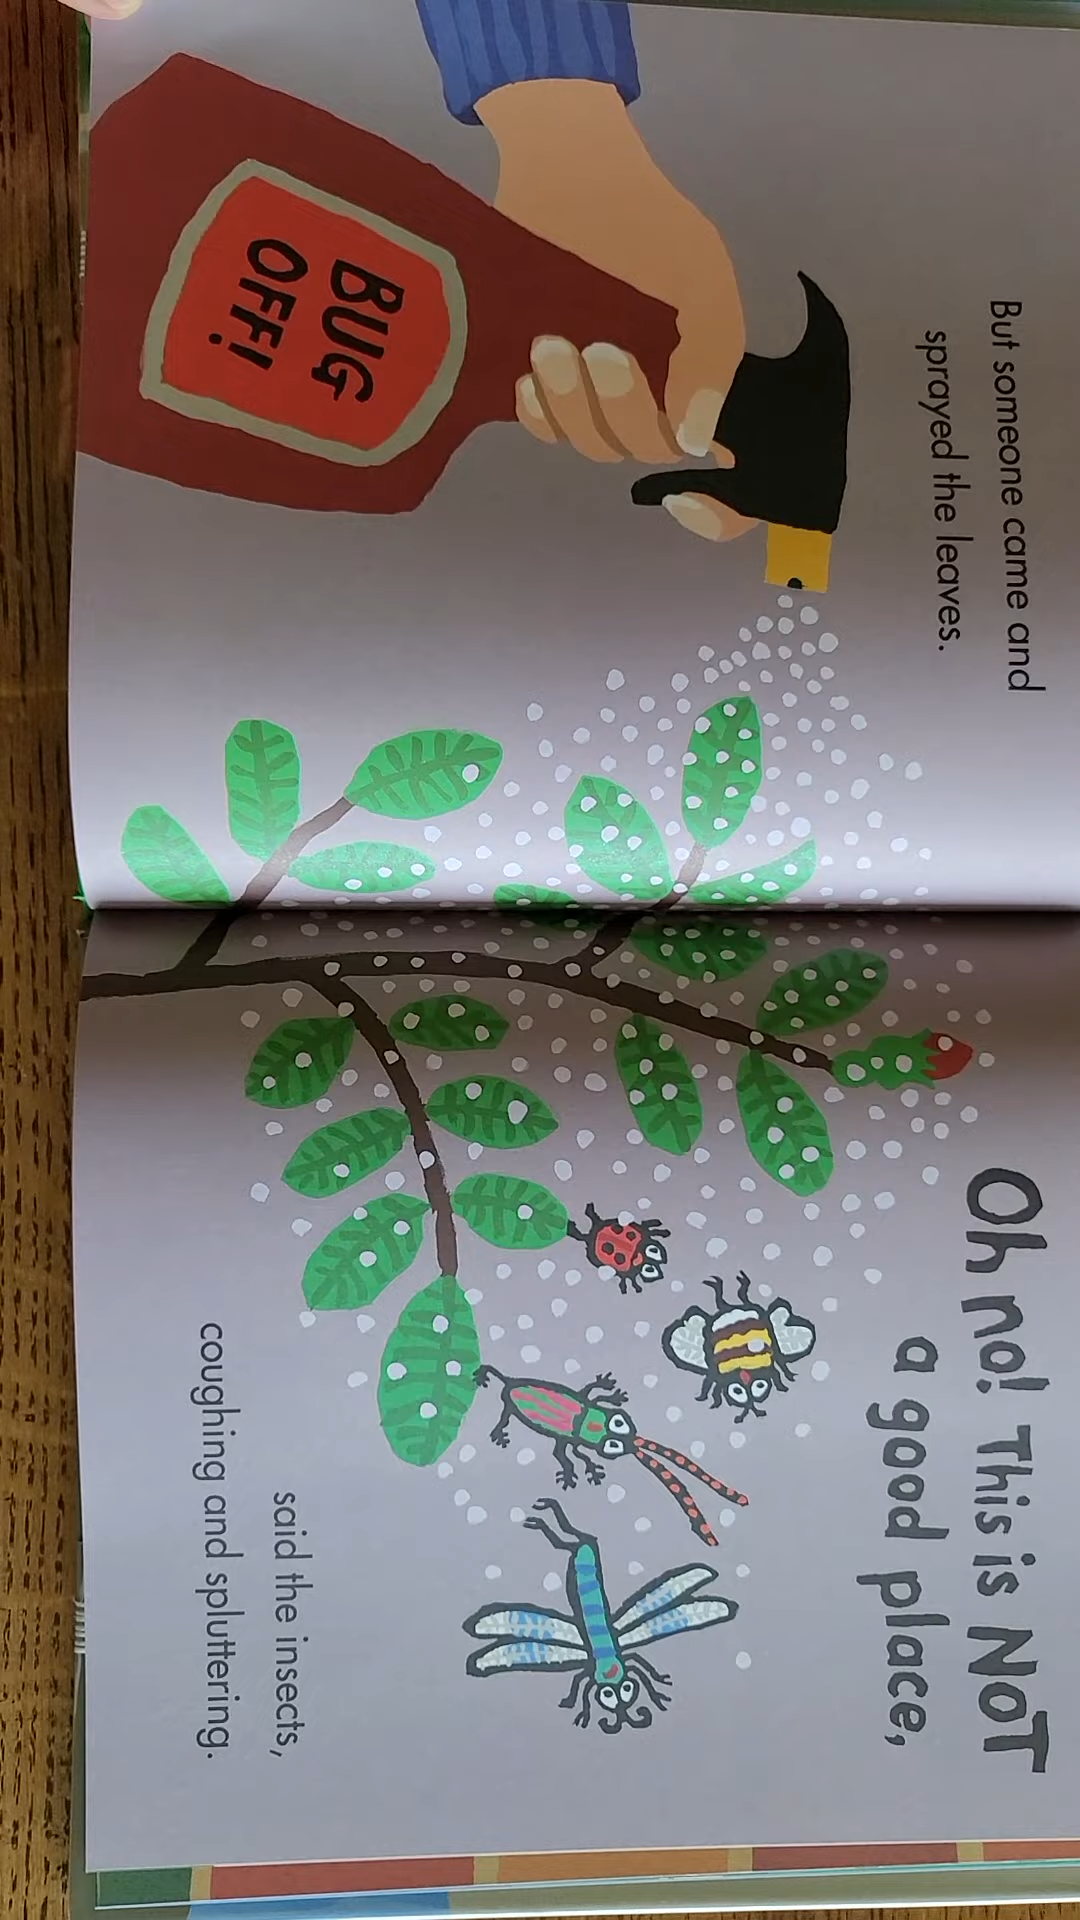 But someone came and
sprayed the leaves.
BUG
OFF!
Oh no! This is NOT
a good place,
said the insects,
coughing and spluttering.